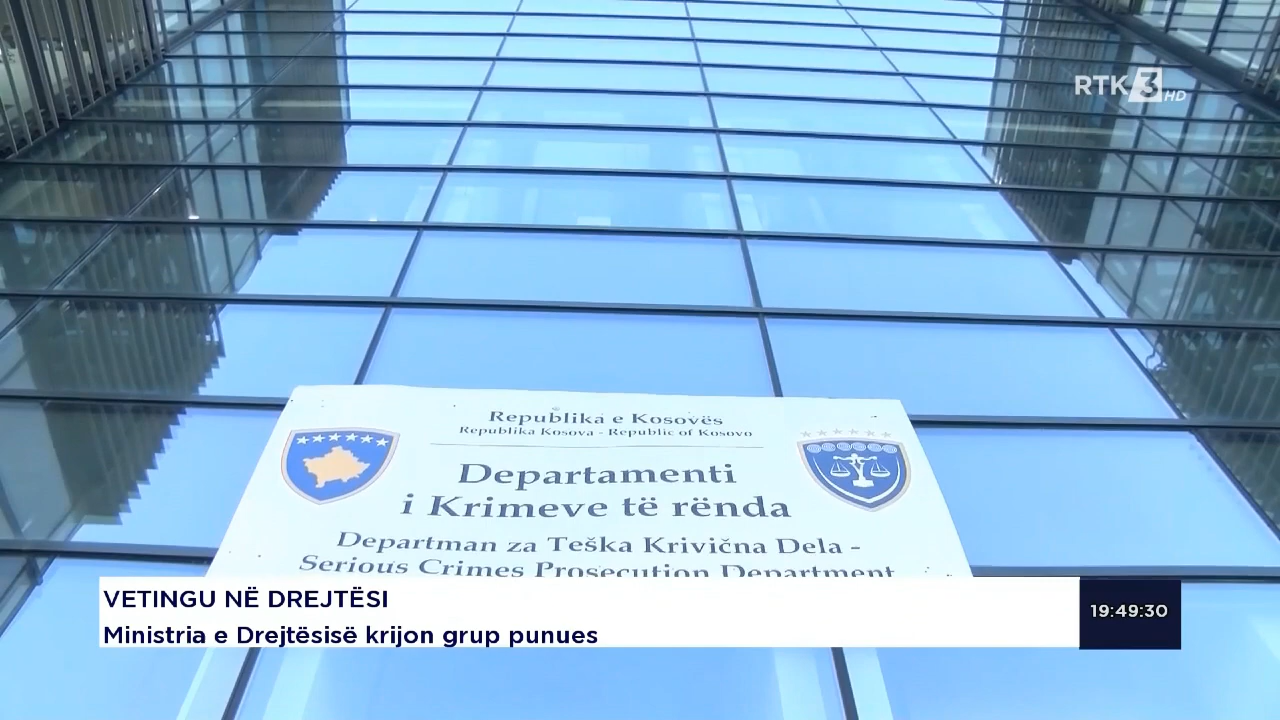 RTK 3 HD
Republika e Kosovës
Republika Kosova - Republic of Kosovo
Departamenti
i Krimeve të rënda
Departman za Teška Krivična Dela -
Serious Crimes Prosecution Department
VETINGU NË DREJTËSI
Ministria e Drejtësisë krijon grup punues
19:49:30